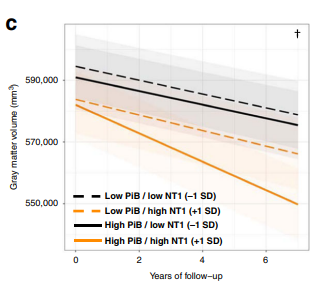 C
†
Gray matter volume (mm³)
590,000
570,000
550,000
Low PiB / low NT1 (−1 SD)
Low PiB / high NT1 (+1 SD)
High PiB / low NT1 (−1 SD)
High PiB / high NT1 (+1 SD)
0 2 4 6
Years of follow−up